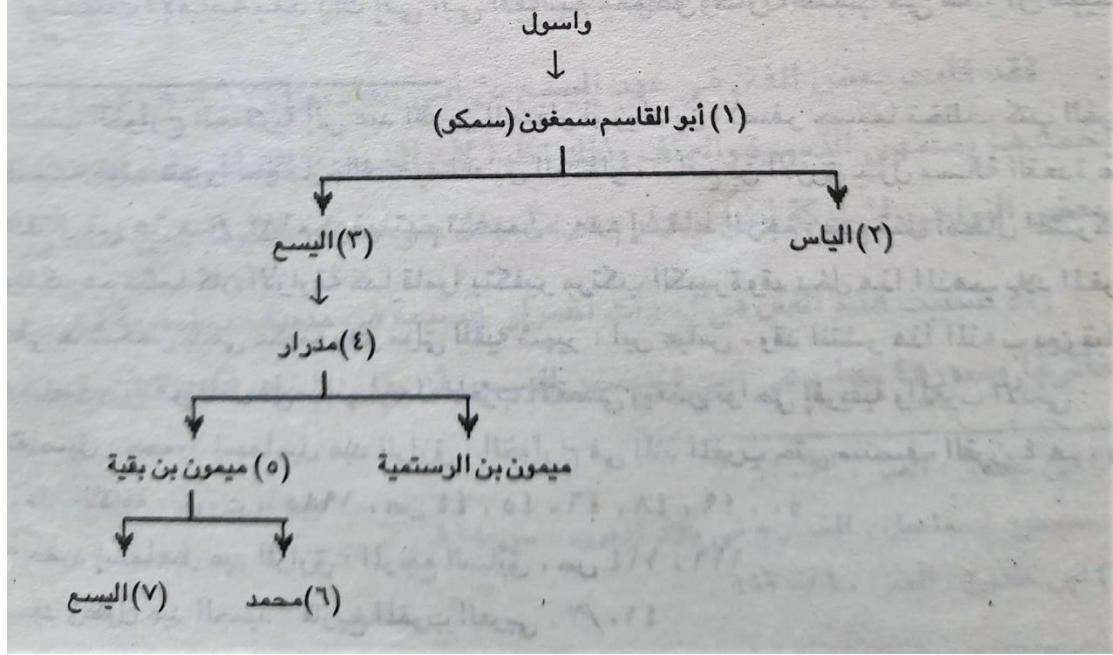 واسول
(١) أبو القاسم سمغون (سمكو)
(٢) الياس
(٣) اليسع
(٤) مدرار
ميمون بن الرستمية
(٥) ميمون بن بقية
(٦) محمد
(٧) اليسع